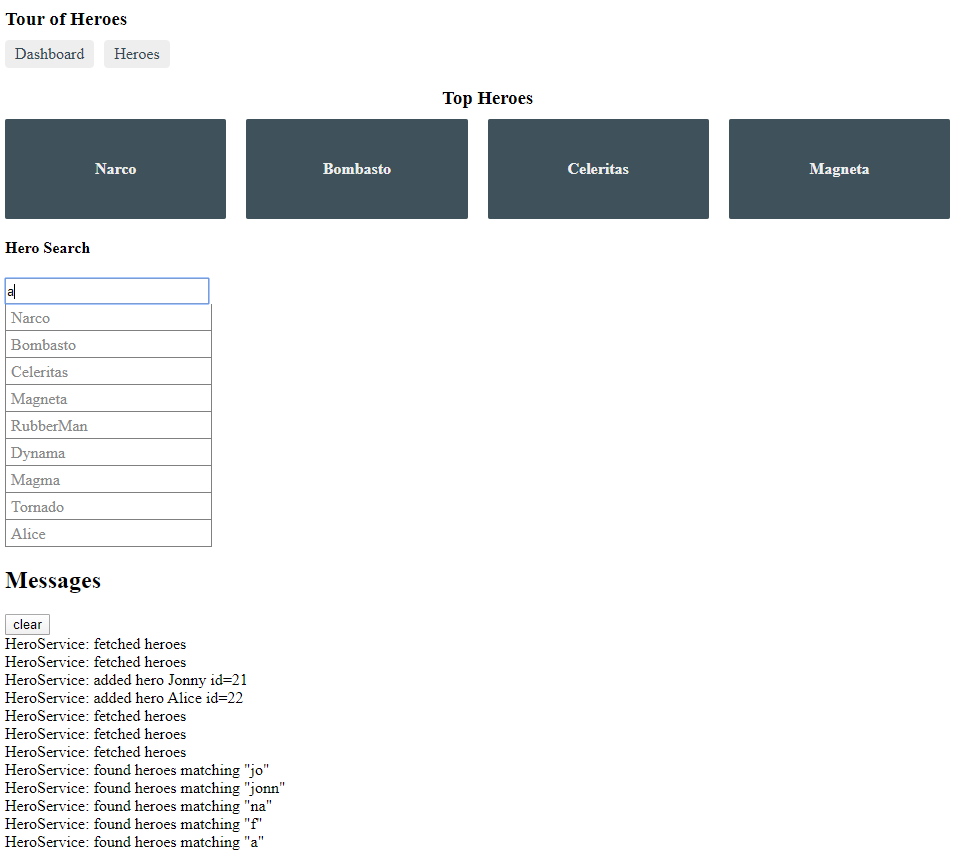 Tour of Heroes
Dashboard Heroes
Top Heroes
Narco Bombasto Celeritas Magneta
Hero Search
a
Narco
Bombasto
Celeritas
Magneta
RubberMan
Dynama
Magma
Tornado
Alice
Messages
clear
HeroService: fetched heroes
HeroService: fetched heroes
HeroService: added hero Jonny id=21
HeroService: added hero Alice id=22
HeroService: fetched heroes
HeroService: fetched heroes
HeroService: fetched heroes
HeroService: found heroes matching "jo"
HeroService: found heroes matching "jonn"
HeroService: found heroes matching "na"
HeroService: found heroes matching "f"
HeroService: found heroes matching "a"